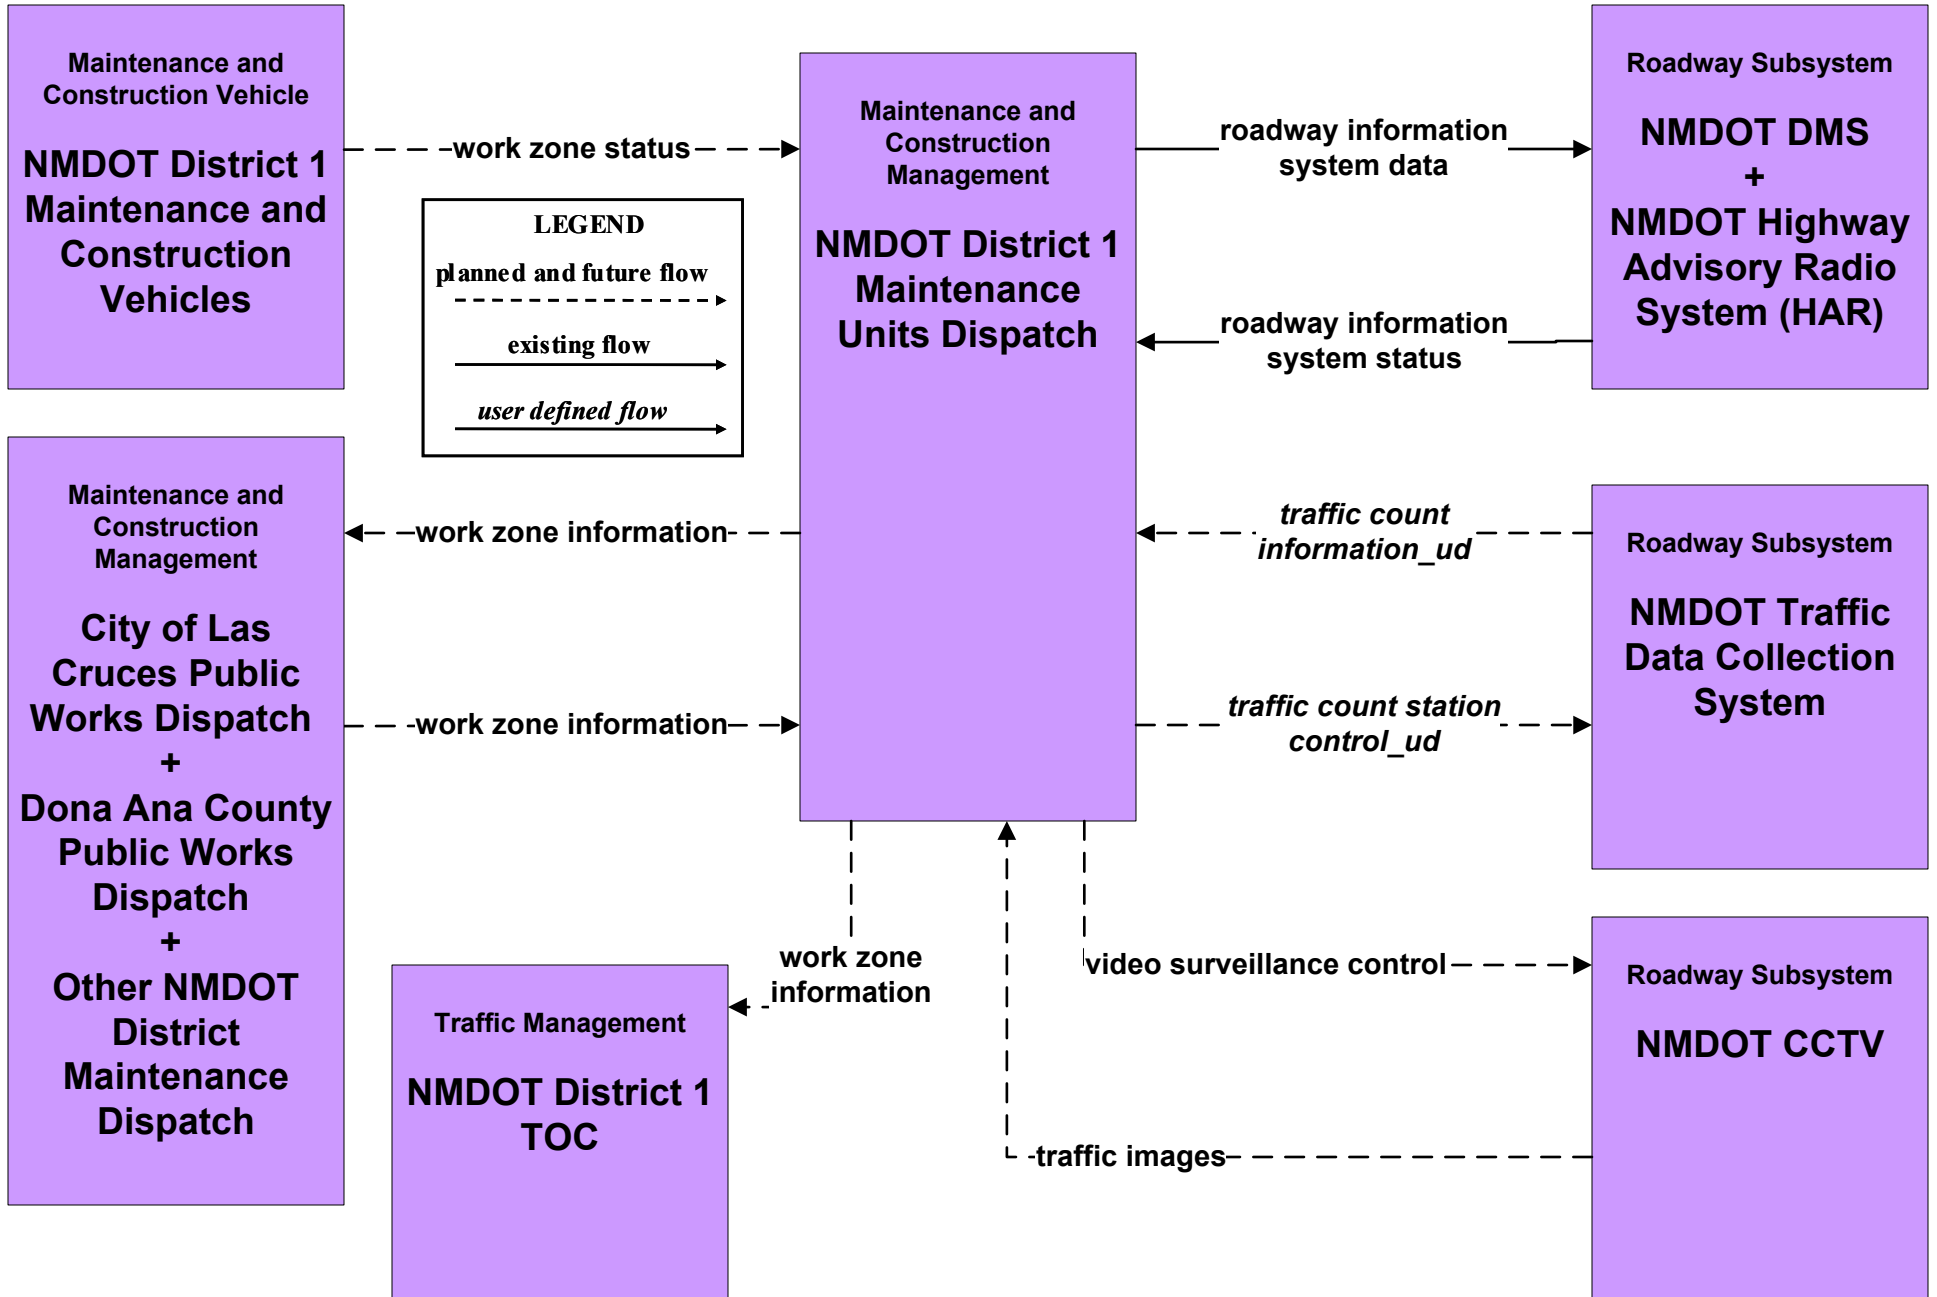 Maintenance and
Construction Vehicle
NMDOT District 1
Maintenance and
Construction
Vehicles
work zone status
LEGEND
planned and future flow
existing flow
user defined flow
Maintenance and
Construction
Management
NMDOT District 1
Maintenance
Units Dispatch
roadway information
system data
roadway information
system status
Roadway Subsystem
NMDOT DMS
+
NMDOT Highway
Advisory Radio
System (HAR)
Maintenance and
Construction
Management
City of Las
Cruces Public
Works Dispatch
+
Dona Ana County
Public Works
Dispatch
+
Other NMDOT
District
Maintenance
Dispatch
work zone information
work zone information
traffic count
information_ud
traffic count station
control_ud
Roadway Subsystem
NMDOT Traffic
Data Collection
System
work zone
information
Traffic Management
NMDOT District 1
TOC
video surveillance control
traffic images
Roadway Subsystem
NMDOT CCTV